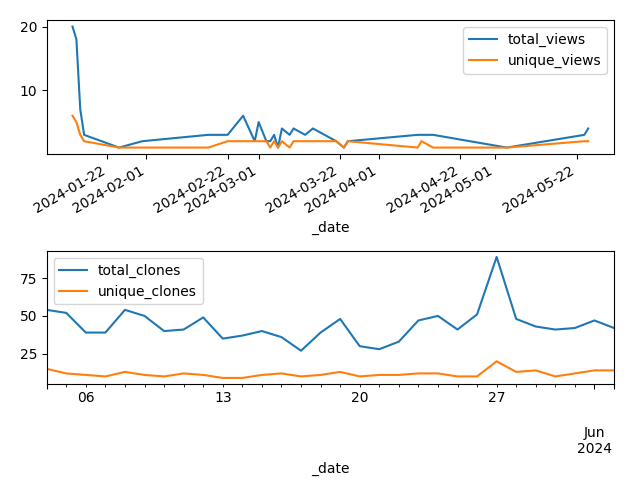 20
10
total_views
unique_views
2024-01-22
2024-02-01
2024-02-22
2024-03-01
2024-03-22
2024-04-01
2024-04-22
2024-05-01
2024-05-22
_date
75
50
25
total_clones
unique_clones
06
13
20
27
Jun
2024
_date